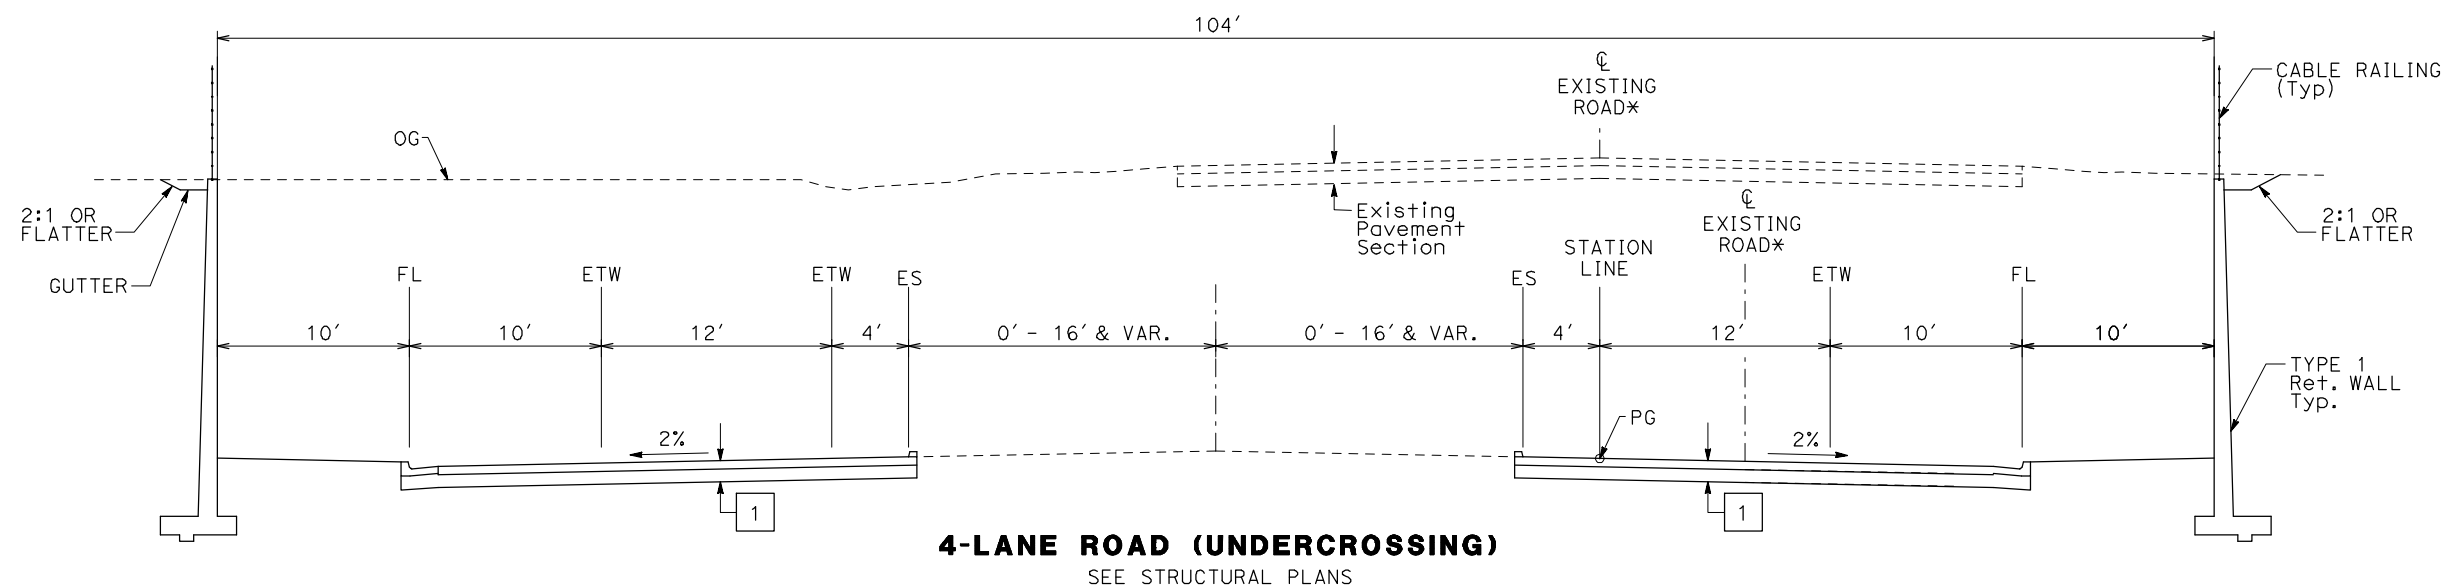 104′
℄
EXISTING
ROAD*
CABLE RAILING
(Typ)
OG
2:1 OR
FLATTER
GUTTER
Existing
Pavement
Section
℄
EXISTING
ROAD*
STATION
LINE
2:1 OR
FLATTER
FL
ETW
ETW
ES
ES
ETW
FL
10′
10′
12′
4′
0′ - 16′ & VAR.
0′ - 16′ & VAR.
4′
12′
10′
10′
TYPE 1
Ret. WALL
Typ.
PG
2%
2%
1
1
4-LANE ROAD (UNDERCROSSING)
SEE STRUCTURAL PLANS